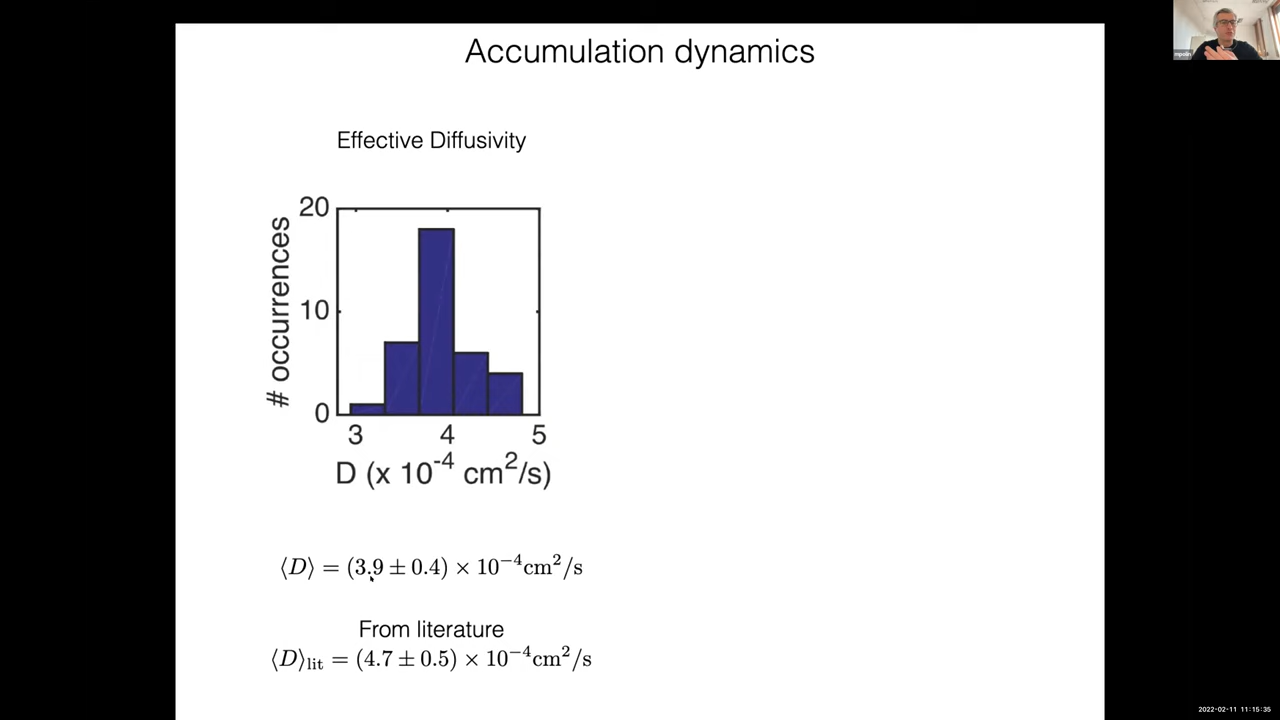 Accumulation dynamics
mpolin
Effective Diffusivity
20
10
0
# occurrences
3 4 5
D (x 10⁻⁴ cm²/s)
⟨D⟩ = (3.9 ± 0.4) × 10⁻⁴cm²/s
From literature
⟨D⟩lit = (4.7 ± 0.5) × 10⁻⁴cm²/s
2022-02-11 11:15:35